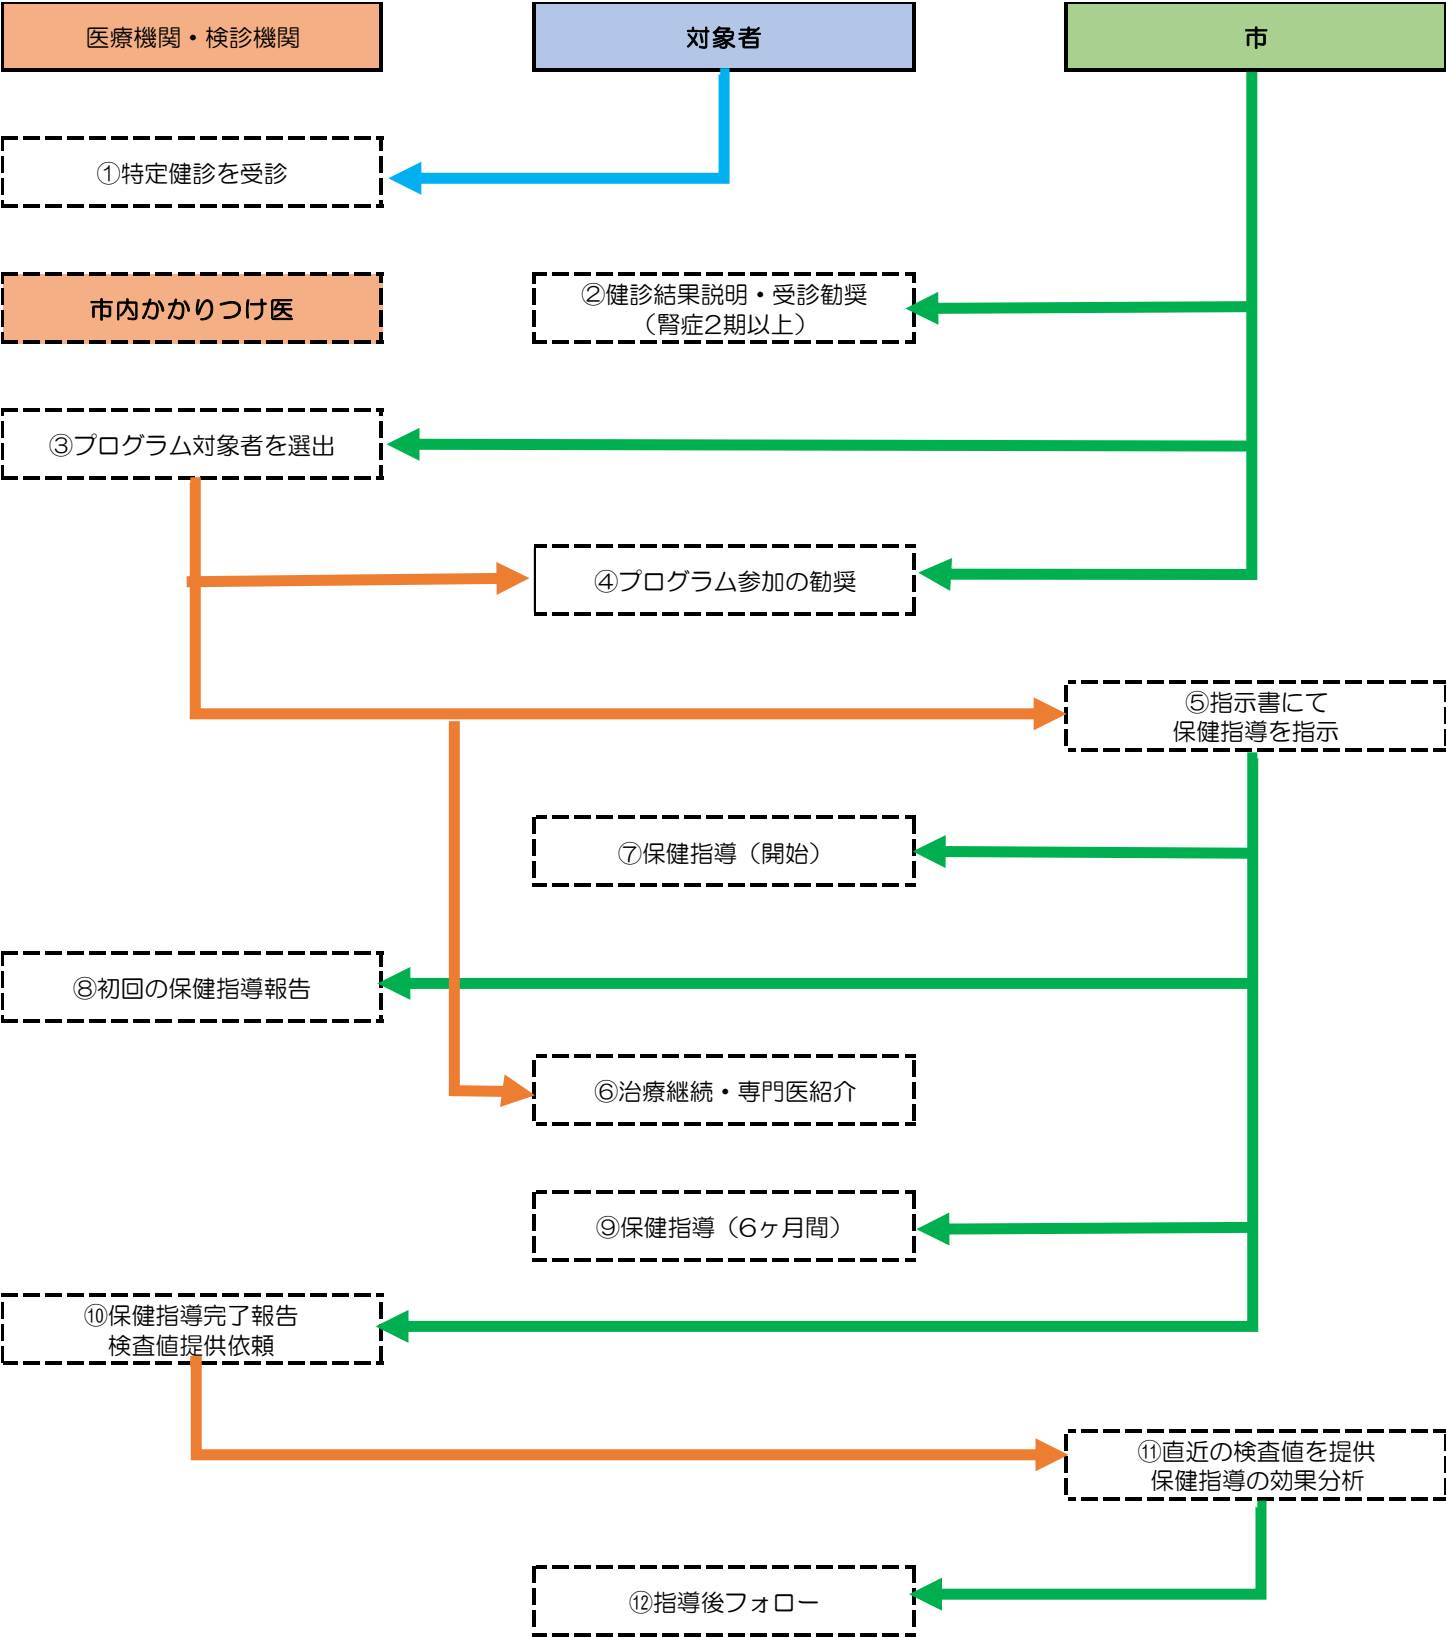 医療機関・検診機関
対象者
市
①特定健診を受診
市内かかりつけ医
②健診結果説明・受診勧奨
（腎症2期以上）
③プログラム対象者を選出
④プログラム参加の勧奨
⑤指示書にて
保健指導を指示
⑦保健指導（開始）
⑧初回の保健指導報告
⑥治療継続・専門医紹介
⑨保健指導（6ヶ月間）
⑩保健指導完了報告
検査値提供依頼
⑪直近の検査値を提供
保健指導の効果分析
⑫指導後フォロー